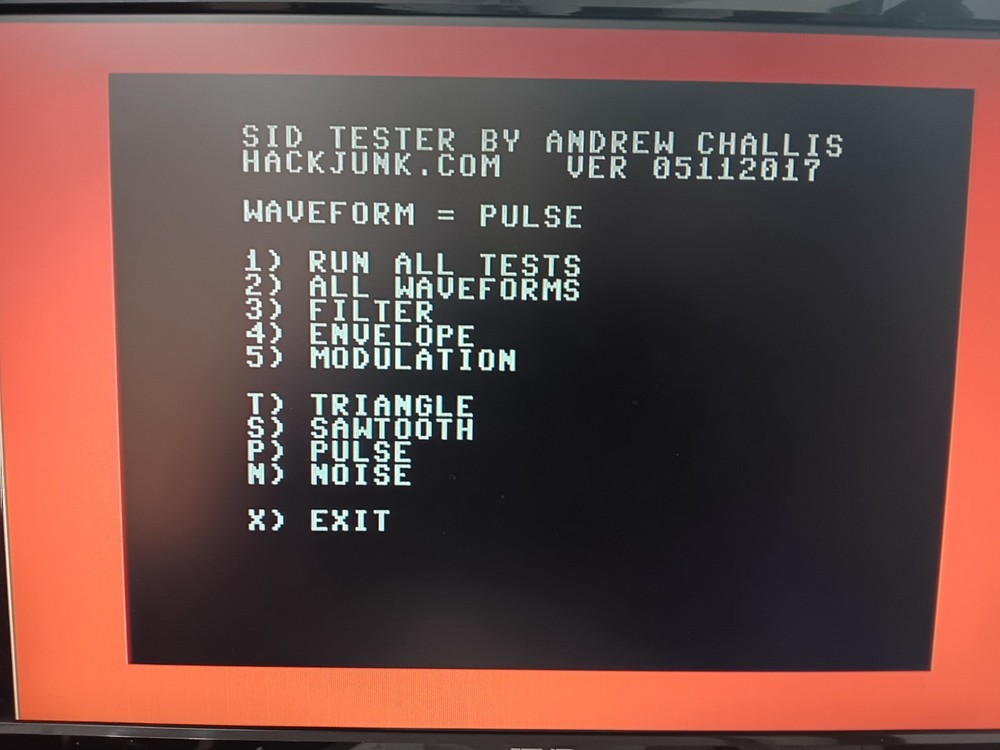 SID TESTER BY ANDREW CHALLIS
HACKJUNK.COM VER 05112017
WAVEFORM = PULSE
1) RUN ALL TESTS
2) ALL WAVEFORMS
3) FILTER
4) ENVELOPE
5) MODULATION
T) TRIANGLE
S) SAWTOOTH
P) PULSE
N) NOISE
X) EXIT